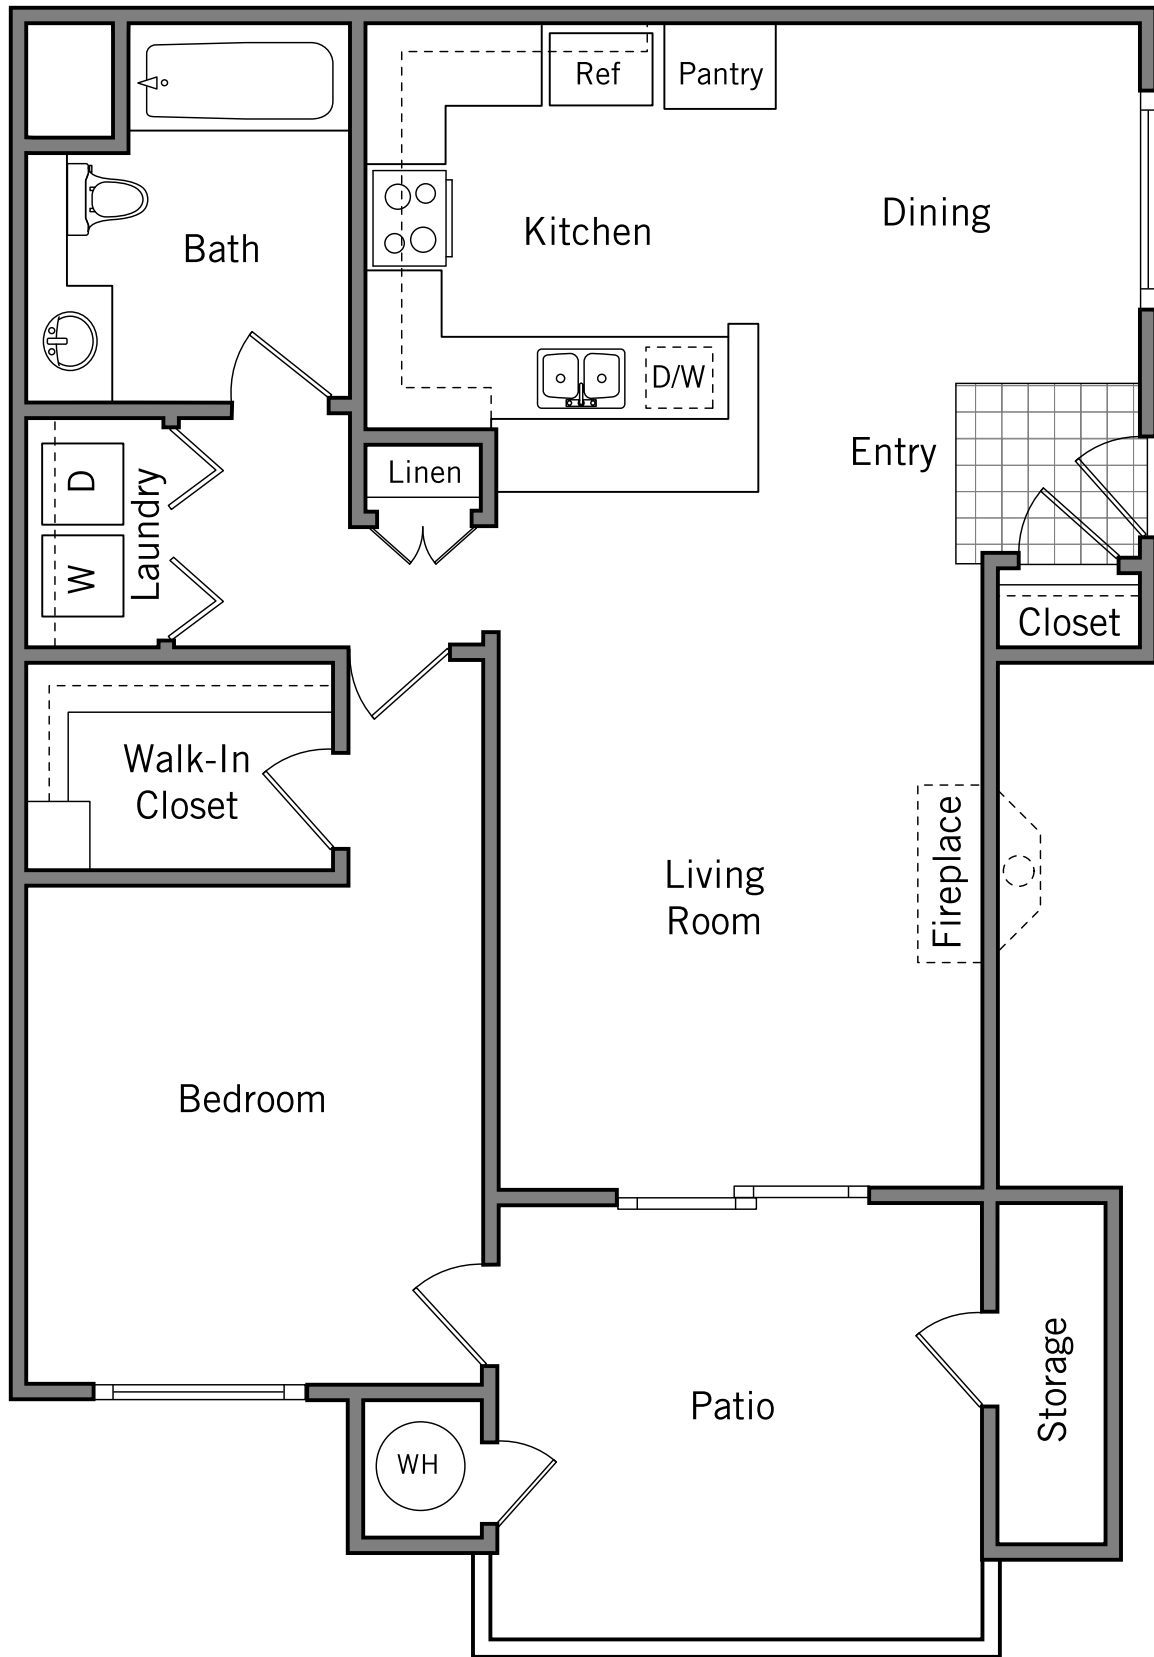 Ref
Pantry
Dining
Kitchen
Bath
D/W
Entry
Linen
D
Laundry
W
Closet
Walk-In
Closet
Fireplace
Living
Room
Bedroom
Storage
Patio
WH